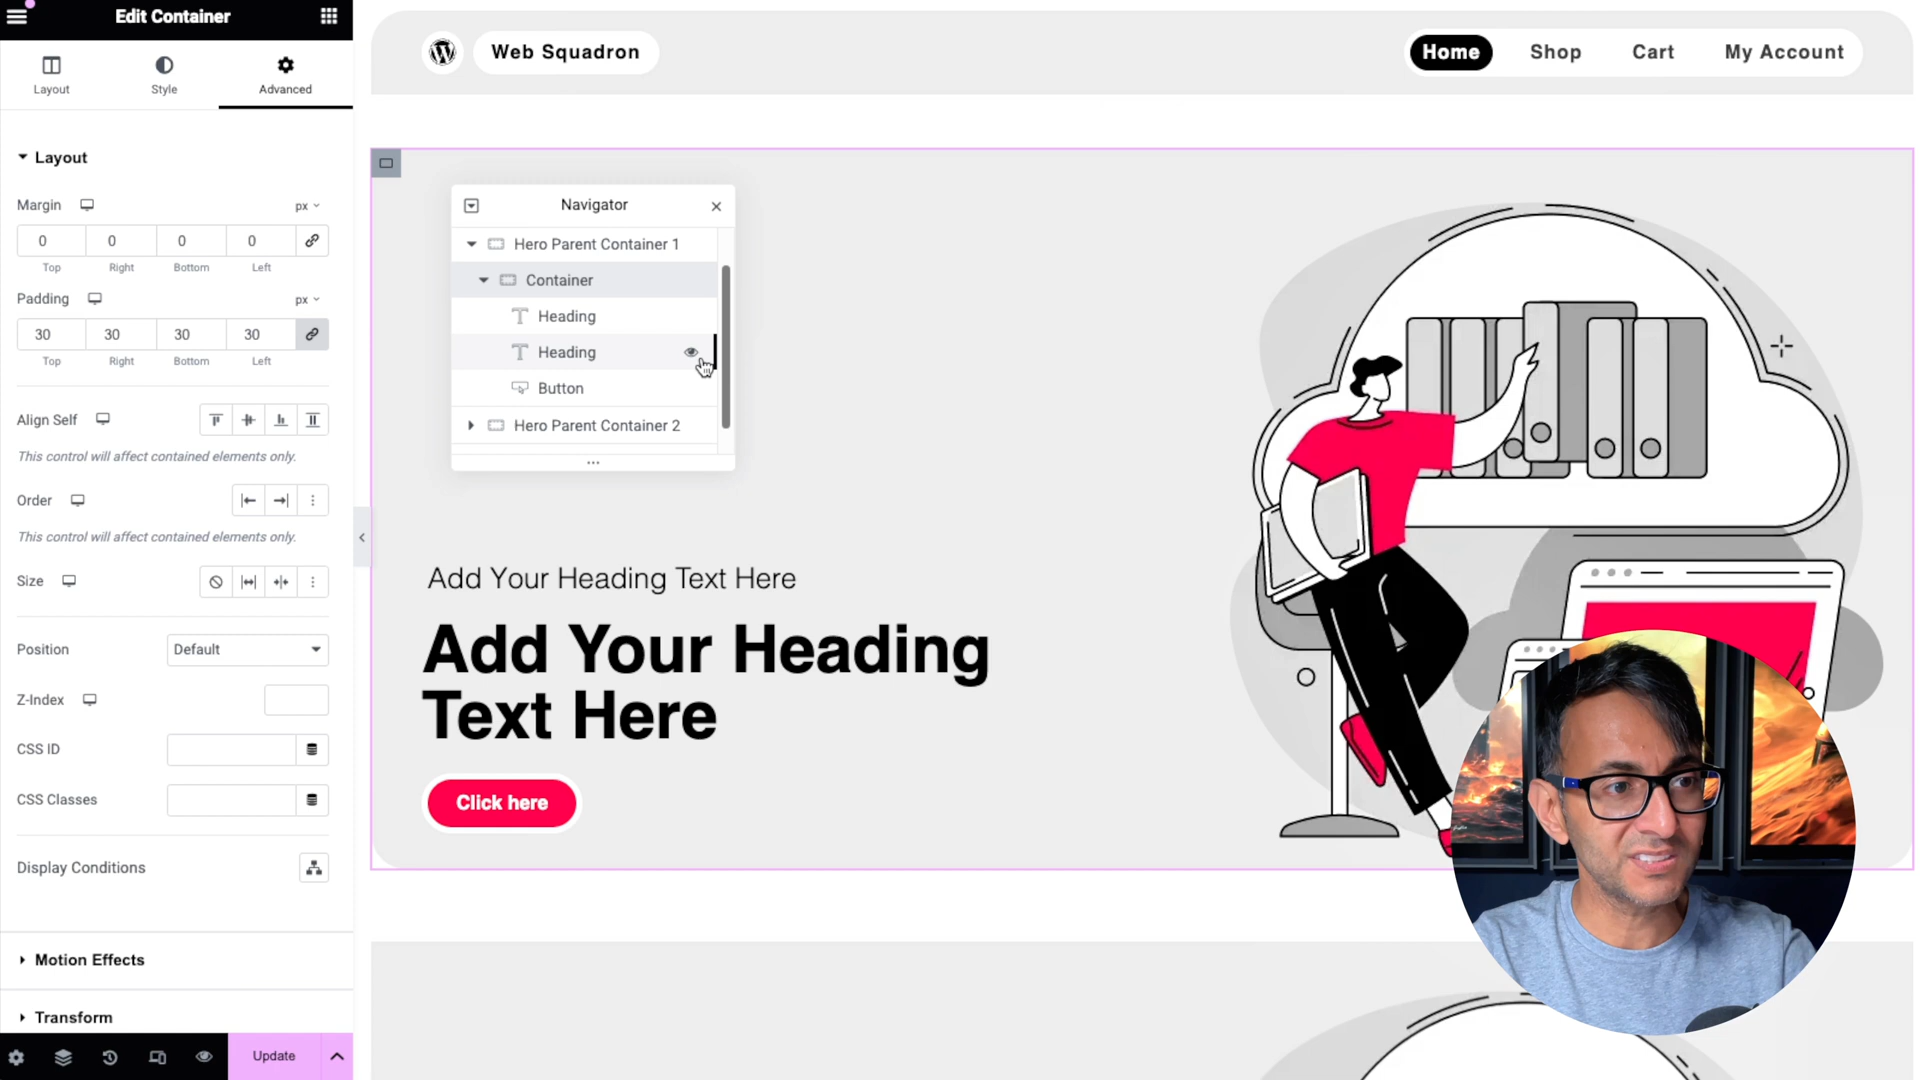 Edit Container
Layout
Style
Advanced
Layout
Margin
px
0
0
0
0
Top
Right
Bottom
Left
Padding
px
30
30
30
30
Top
Right
Bottom
Left
Align Self
This control will affect contained elements only.
Order
This control will affect contained elements only.
Size
Position
Default
Z-Index
CSS ID
CSS Classes
Display Conditions
Motion Effects
Transform
Update
Web Squadron
Home
Shop
Cart
My Account
Navigator
Hero Parent Container 1
Container
Heading
Heading
Button
Hero Parent Container 2
Add Your Heading Text Here
Add Your Heading
Text Here
Click here